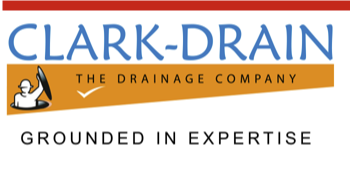 CLARK-DRAIN
THE DRAINAGE COMPANY
GROUNDED IN EXPERTISE